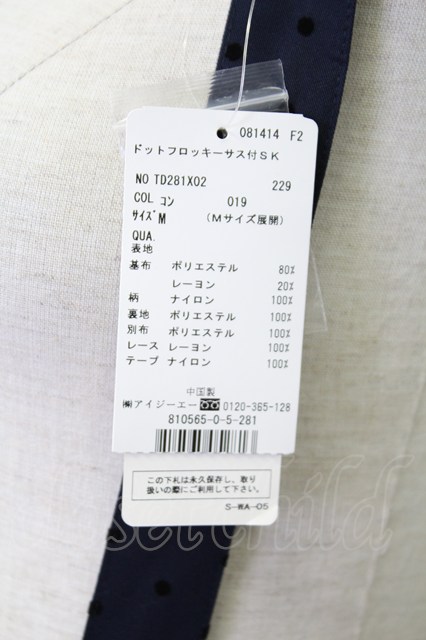 081414 F2
ドットフロッキーサス付SK
NO TD281X02 229
COL. コン 019
ｻｲｽﾞM (Mサイズ展開)
QUA.
表地
基布 ポリエステル 80%
レーヨン 20%
柄 ナイロン 100%
裏地 ポリエステル 100%
別布 ポリエステル 100%
レース レーヨン 100%
テープ ナイロン 100%
中国製
㈱アイジーエー 0120-365-128
810565-0-5-281
この下札は永久保存し、取り
扱いの際にご利用して下さい。
S-WA-05